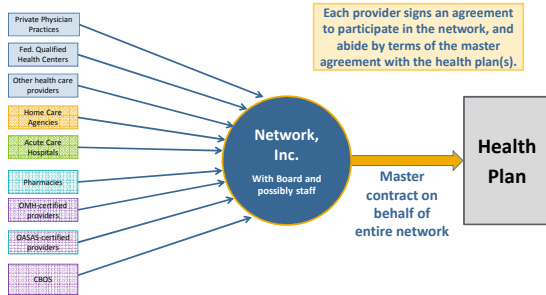 Private Physician
Practices
Fed. Qualified
Health Centers
Other health care
providers
Home Care
Agencies
Acute Care
Hospitals
Pharmacies
OMH-certified
providers
OASAS-certified
providers
CBOS
Each provider signs an agreement
to participate in the network, and
abide by terms of the master
agreement with the health plan(s).
Network,
Inc.
With Board and
possibly staff
Master
contract on
behalf of
entire network
Health
Plan